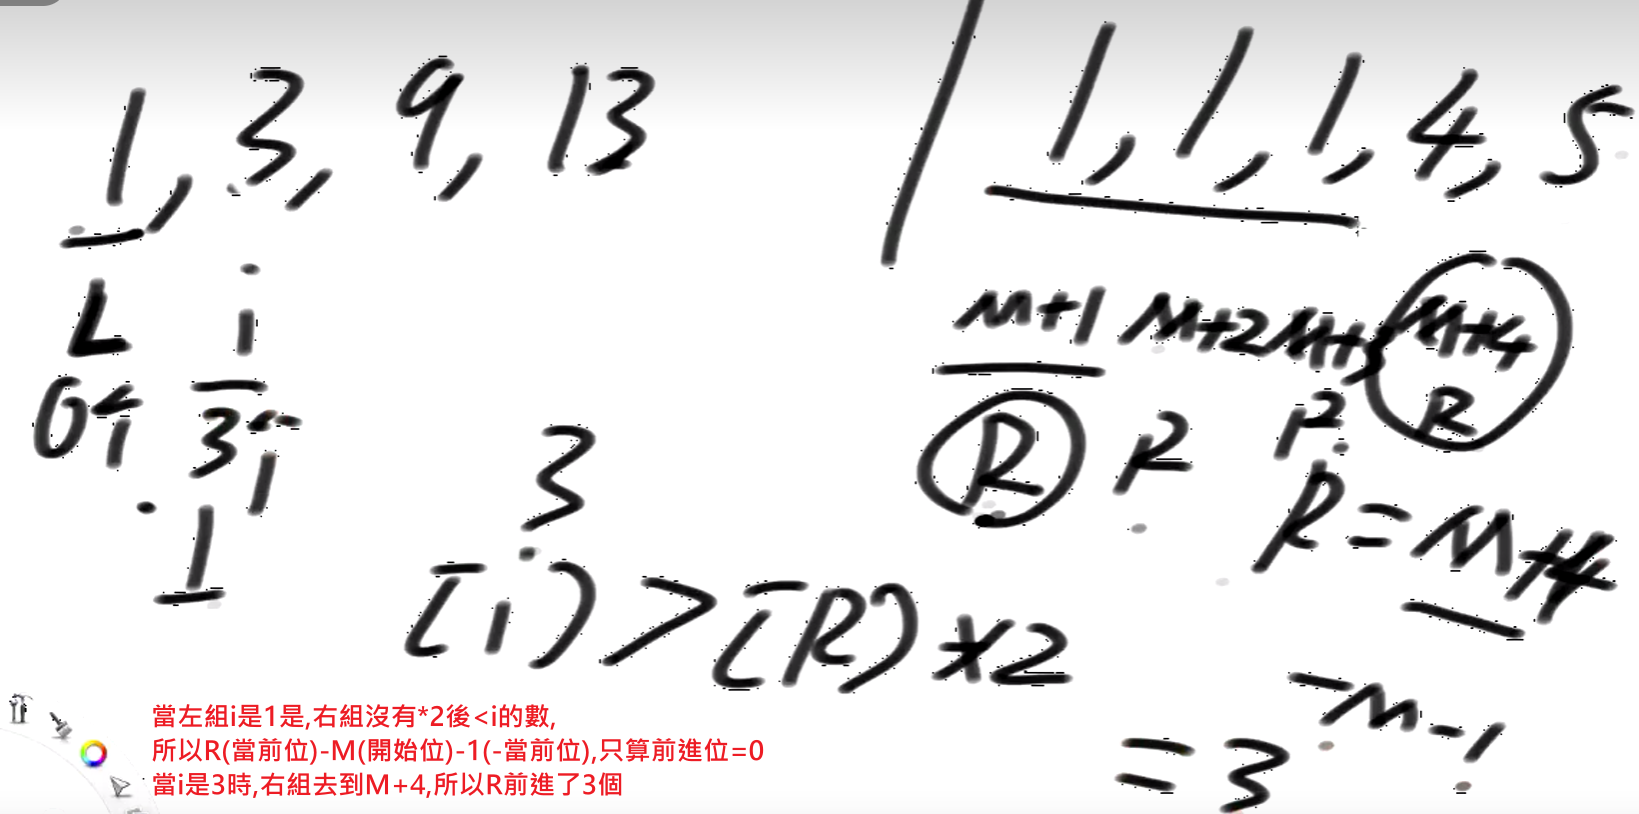 1, 3, 9, 13 | 1, 1, 1, 4, 5
L i M+1 M+2 M+3 M+4
0个 3个 R R R R
1 1
3 R=M+4
[i]>[R]*2
-M-1
=3
當左組i是1是,右組沒有*2後<i的數,
所以R(當前位)-M(開始位)-1(-當前位),只算前進位=0
當i是3時,右組去到M+4,所以R前進了3個